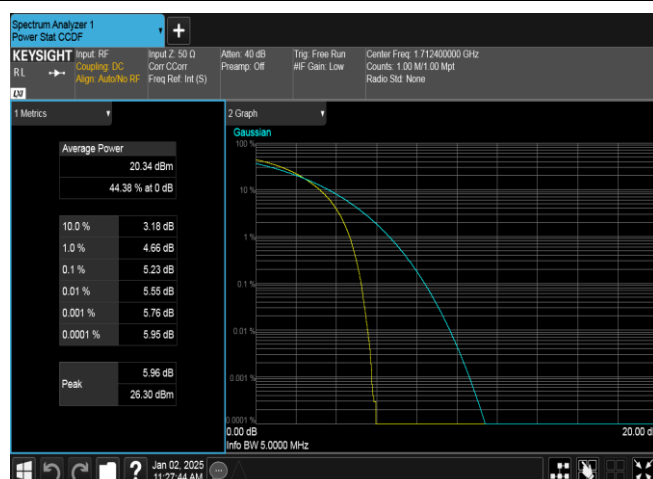 Spectrum Analyzer 1
Power Stat CCDF
+
KEYSIGHT
RL
LXI
Input: RF
Coupling: DC
Align: Auto/No RF
Input Z: 50 Ω
Corr CCorr
Freq Ref: Int (S)
Atten: 40 dB
Preamp: Off
Trig: Free Run
#IF Gain: Low
Center Freq: 1.712400000 GHz
Counts: 1.00 M/1.00 Mpt
Radio Std: None
1 Metrics
Average Power
20.34 dBm
44.38 % at 0 dB
10.0 % 3.18 dB
1.0 % 4.66 dB
0.1 % 5.23 dB
0.01 % 5.55 dB
0.001 % 5.76 dB
0.0001 % 5.95 dB
Peak
5.96 dB
26.30 dBm
2 Graph
Gaussian
100 %
10 %
1 %
0.1 %
0.01 %
0.001 %
0.0001 %
0.00 dB
20.00 d
Info BW 5.0000 MHz
?
Jan 02, 2025
11:27:44 AM